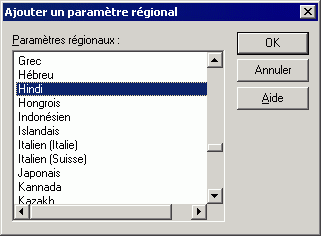 Ajouter un paramètre régional
Paramètres régionaux :
Grec
Hébreu
Hindi
Hongrois
Indonésien
Islandais
Italien (Italie)
Italien (Suisse)
Japonais
Kannada
Kazakh
OK
Annuler
Aide